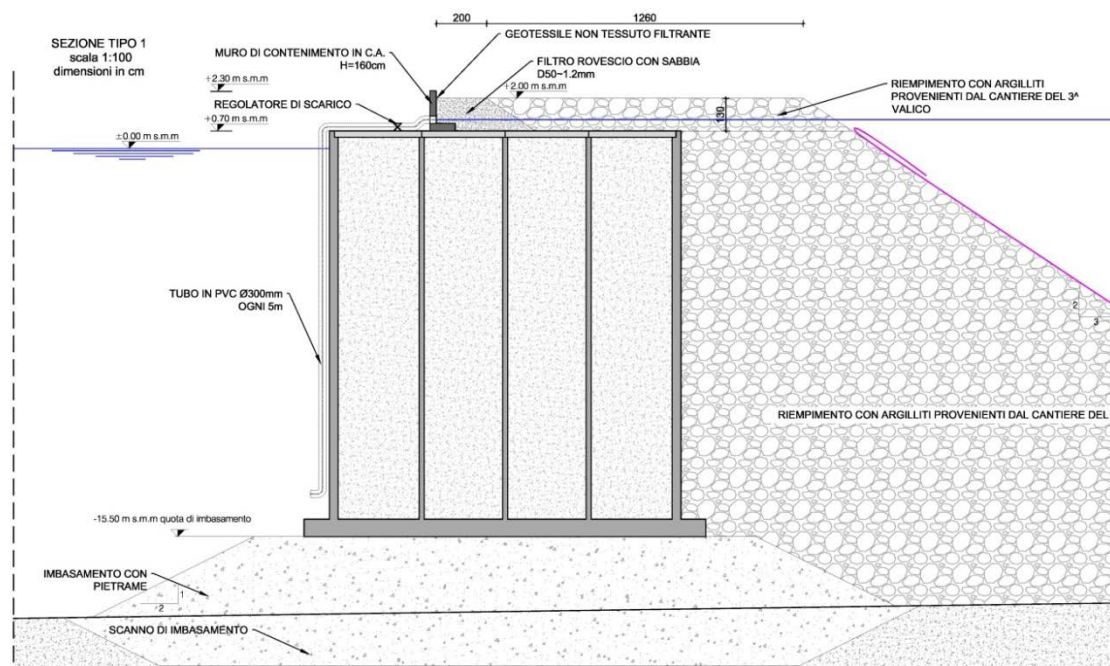 200
1260
SEZIONE TIPO 1
scala 1:100
dimensioni in cm
GEOTESSILE NON TESSUTO FILTRANTE
MURO DI CONTENIMENTO IN C.A.
H=160cm
FILTRO ROVESCIO CON SABBIA
D50~1.2mm
+2.30 m s.m.m
+2.00 m s.m.m
RIEMPIMENTO CON ARGILLITI
PROVENIENTI DAL CANTIERE DEL 3^
VALICO
REGOLATORE DI SCARICO
+0.70 m s.m.m
130
±0.00 m s.m.m
TUBO IN PVC Ø300mm
OGNI 5m
2
3
RIEMPIMENTO CON ARGILLITI PROVENIENTI DAL CANTIERE DEL
-15.50 m s.m.m quota di imbasamento
IMBASAMENTO CON
PIETRAME
1
2
SCANNO DI IMBASAMENTO